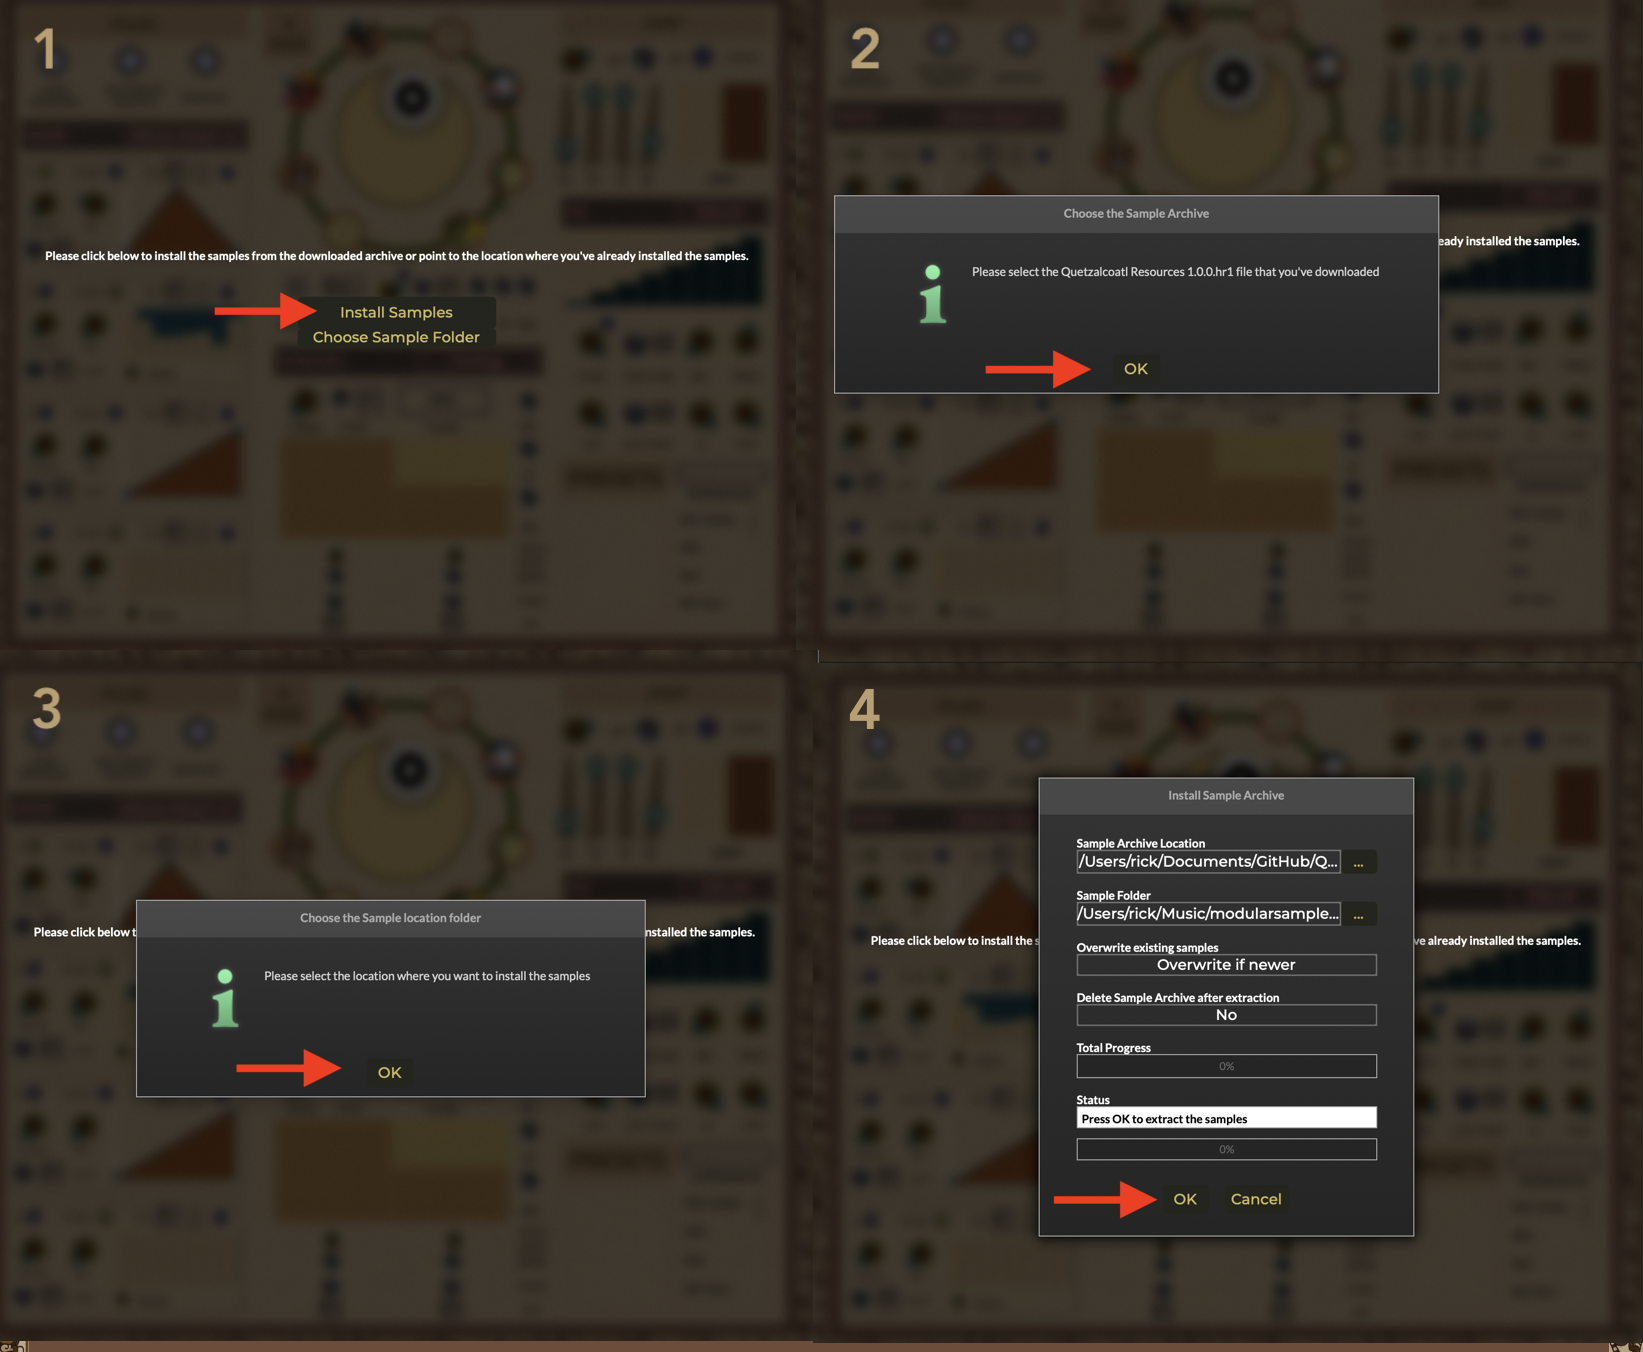 1
Please click below to install the samples from the downloaded archive or point to the location where you've already installed the samples.
Install Samples
Choose Sample Folder
2
Choose the Sample Archive
eady installed the samples.
Please select the Quetzalcoatl Resources 1.0.0.hr1 file that you've downloaded
OK
3
Choose the Sample location folder
Please click below t
nstalled the samples.
Please select the location where you want to install the samples
OK
4
Install Sample Archive
Sample Archive Location
/Users/rick/Documents/GitHub/Q...
...
Sample Folder
/Users/rick/Music/modularsample...
...
Please click below to install the s
ve already installed the samples.
Overwrite existing samples
Overwrite if newer
Delete Sample Archive after extraction
No
Total Progress
0%
Status
Press OK to extract the samples
0%
OK Cancel